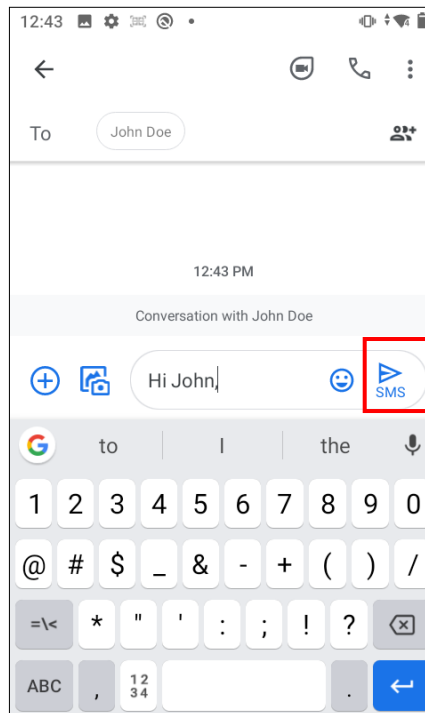 12:43
To John Doe
12:43 PM
Conversation with John Doe
Hi John,
SMS
G to I the
1 2 3 4 5 6 7 8 9 0
@ # $ _ & - + ( ) /
=\< * " ' : ; ! ?
ABC , 12 34 .